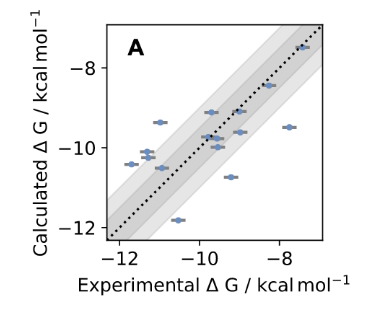 A
Calculated Δ G / kcal mol⁻¹
−8
−10
−12
−12 −10 −8
Experimental Δ G / kcal mol⁻¹